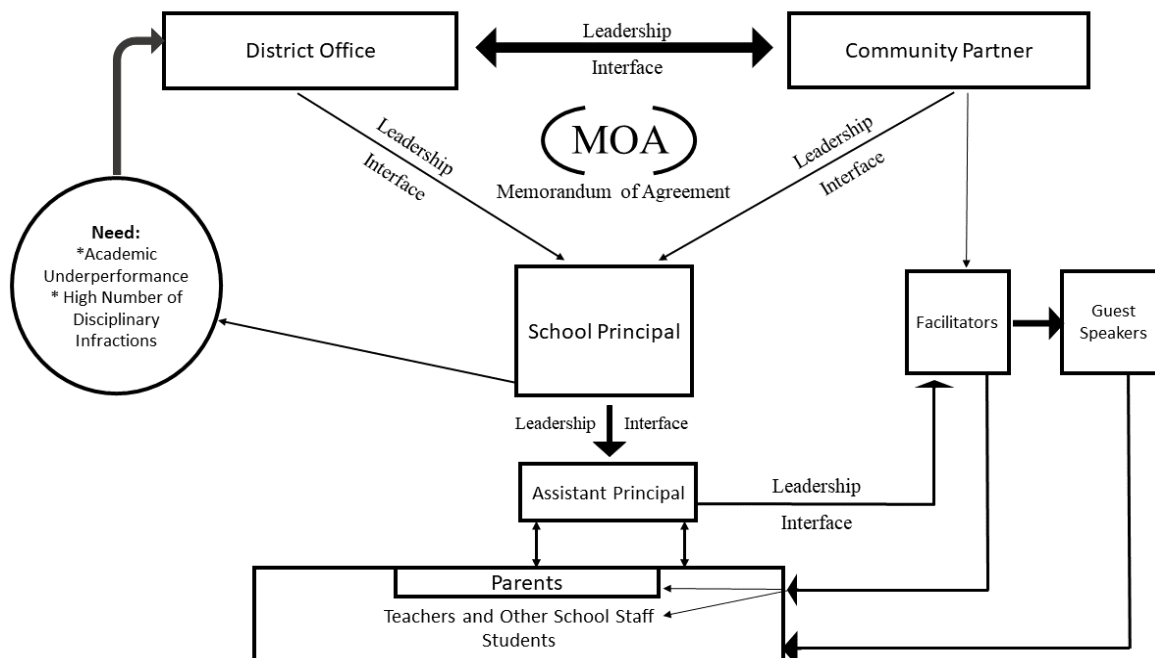 District Office
Leadership
Interface
Community Partner
Leadership
Interface
MOA
Memorandum of Agreement
Leadership
Interface
Need:
*Academic
Underperformance
* High Number of
Disciplinary
Infractions
School Principal
Facilitators
Guest
Speakers
Leadership Interface
Assistant Principal
Leadership
Interface
Parents
Teachers and Other School Staff
Students